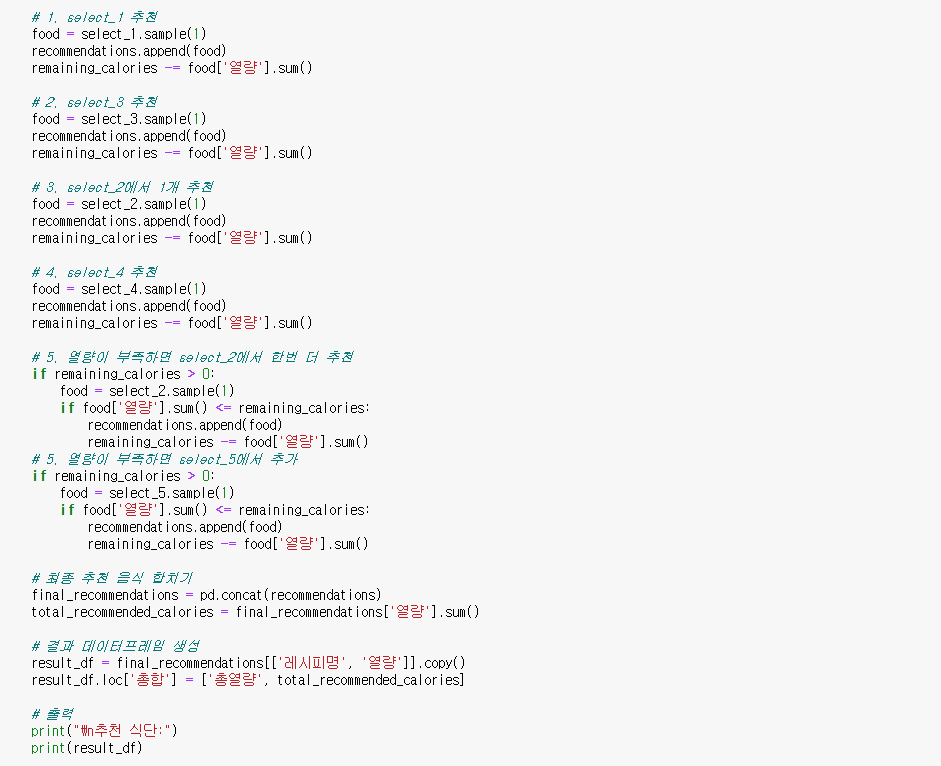 # 1. select_1 추천
food = select_1.sample(1)
recommendations.append(food)
remaining_calories -= food['열량'].sum()
# 2. select_3 추천
food = select_3.sample(1)
recommendations.append(food)
remaining_calories -= food['열량'].sum()
# 3. select_2에서 1개 추천
food = select_2.sample(1)
recommendations.append(food)
remaining_calories -= food['열량'].sum()
# 4. select_4 추천
food = select_4.sample(1)
recommendations.append(food)
remaining_calories -= food['열량'].sum()
# 5. 열량이 부족하면 select_2에서 한번 더 추천
if remaining_calories > 0:
    food = select_2.sample(1)
    if food['열량'].sum() <= remaining_calories:
        recommendations.append(food)
        remaining_calories -= food['열량'].sum()
# 5. 열량이 부족하면 select_5에서 추가
if remaining_calories > 0:
    food = select_5.sample(1)
    if food['열량'].sum() <= remaining_calories:
        recommendations.append(food)
        remaining_calories -= food['열량'].sum()
# 최종 추천 음식 합치기
final_recommendations = pd.concat(recommendations)
total_recommended_calories = final_recommendations['열량'].sum()
# 결과 데이터프레임 생성
result_df = final_recommendations[['레시피명', '열량']].copy()
result_df.loc['총합'] = ['총열량', total_recommended_calories]
# 출력
print("₩n추천 식단:")
print(result_df)